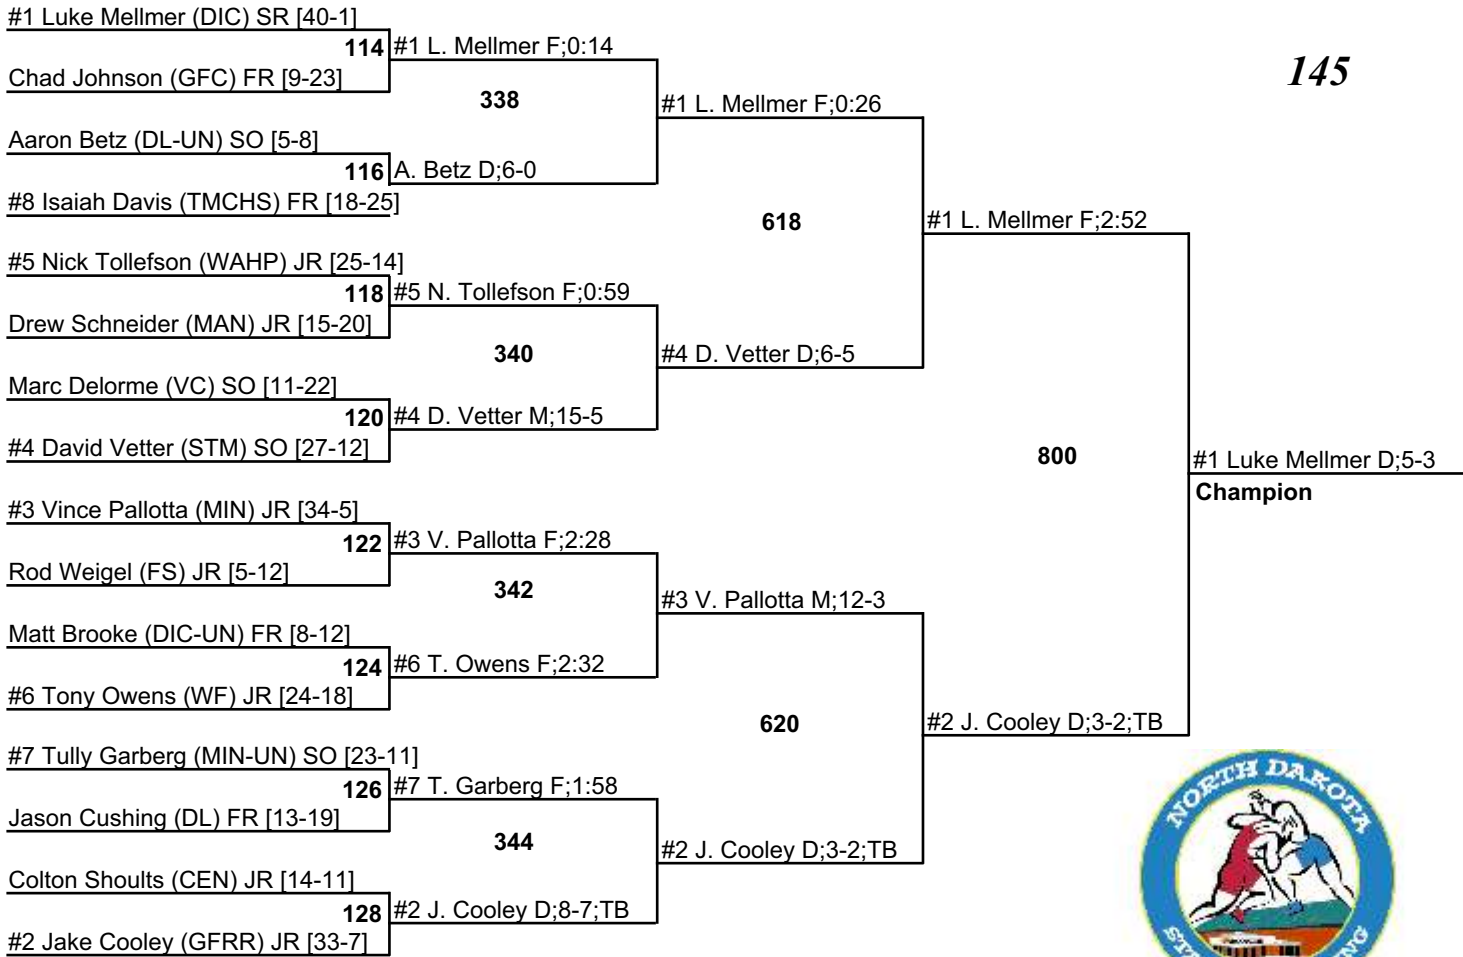 #1 Luke Mellmer (DIC) SR [40-1]
114 #1 L. Mellmer F;0:14
Chad Johnson (GFC) FR [9-23]
145
338
#1 L. Mellmer F;0:26
Aaron Betz (DL-UN) SO [5-8]
116 A. Betz D;6-0
#8 Isaiah Davis (TMCHS) FR [18-25]
618
#1 L. Mellmer F;2:52
#5 Nick Tollefson (WAHP) JR [25-14]
118 #5 N. Tollefson F;0:59
Drew Schneider (MAN) JR [15-20]
340
#4 D. Vetter D;6-5
Marc Delorme (VC) SO [11-22]
120 #4 D. Vetter M;15-5
#4 David Vetter (STM) SO [27-12]
800
#1 Luke Mellmer D;5-3
Champion
#3 Vince Pallotta (MIN) JR [34-5]
122 #3 V. Pallotta F;2:28
Rod Weigel (FS) JR [5-12]
342
#3 V. Pallotta M;12-3
Matt Brooke (DIC-UN) FR [8-12]
124 #6 T. Owens F;2:32
#6 Tony Owens (WF) JR [24-18]
620
#2 J. Cooley D;3-2;TB
#7 Tully Garberg (MIN-UN) SO [23-11]
126 #7 T. Garberg F;1:58
Jason Cushing (DL) FR [13-19]
344
#2 J. Cooley D;3-2;TB
Colton Shoults (CEN) JR [14-11]
128 #2 J. Cooley D;8-7;TB
#2 Jake Cooley (GFRR) JR [33-7]
NORTH DAKOTA